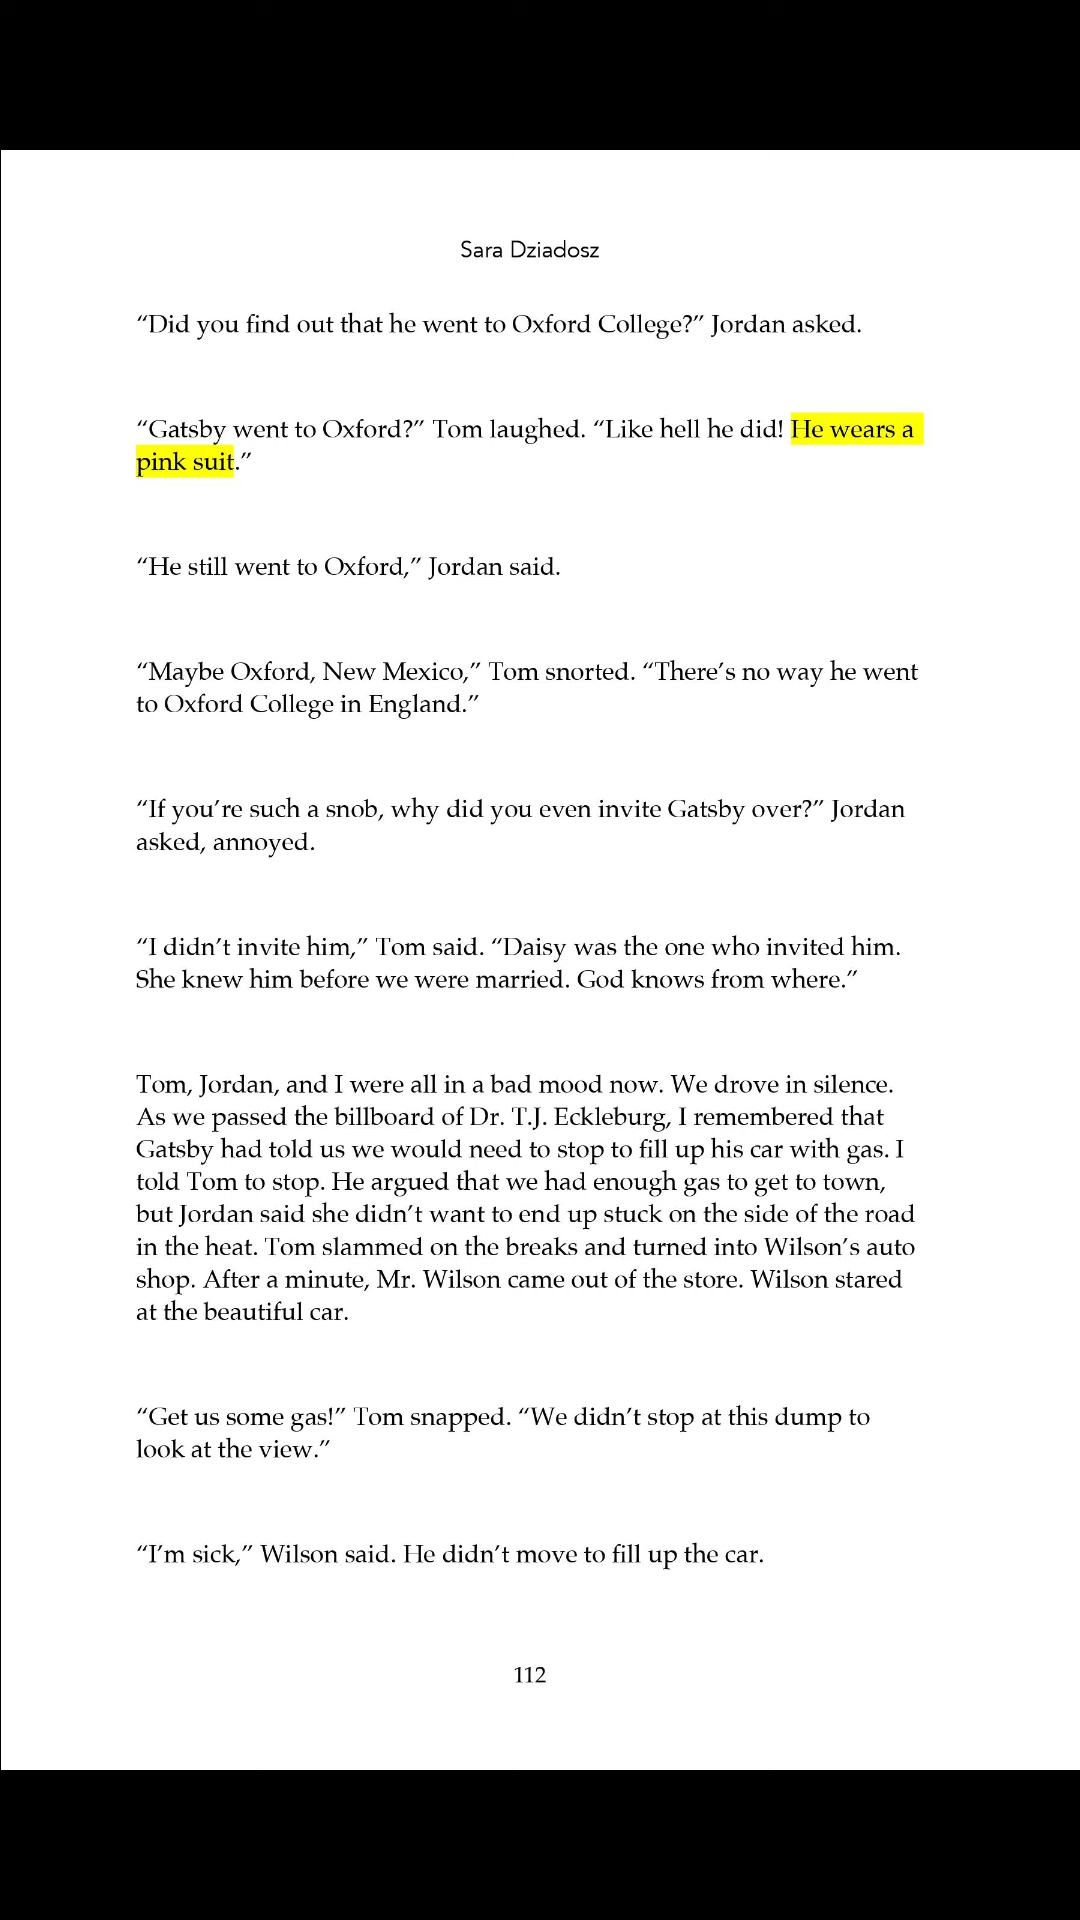 Sara Dziadosz
“Did you find out that he went to Oxford College?” Jordan asked.
“Gatsby went to Oxford?” Tom laughed. “Like hell he did! He wears a
pink suit.”
“He still went to Oxford,” Jordan said.
“Maybe Oxford, New Mexico,” Tom snorted. “There’s no way he went
to Oxford College in England.”
“If you’re such a snob, why did you even invite Gatsby over?” Jordan
asked, annoyed.
“I didn’t invite him,” Tom said. “Daisy was the one who invited him.
She knew him before we were married. God knows from where.”
Tom, Jordan, and I were all in a bad mood now. We drove in silence.
As we passed the billboard of Dr. T.J. Eckleburg, I remembered that
Gatsby had told us we would need to stop to fill up his car with gas. I
told Tom to stop. He argued that we had enough gas to get to town,
but Jordan said she didn’t want to end up stuck on the side of the road
in the heat. Tom slammed on the breaks and turned into Wilson’s auto
shop. After a minute, Mr. Wilson came out of the store. Wilson stared
at the beautiful car.
“Get us some gas!” Tom snapped. “We didn’t stop at this dump to
look at the view.”
“I’m sick,” Wilson said. He didn’t move to fill up the car.
112